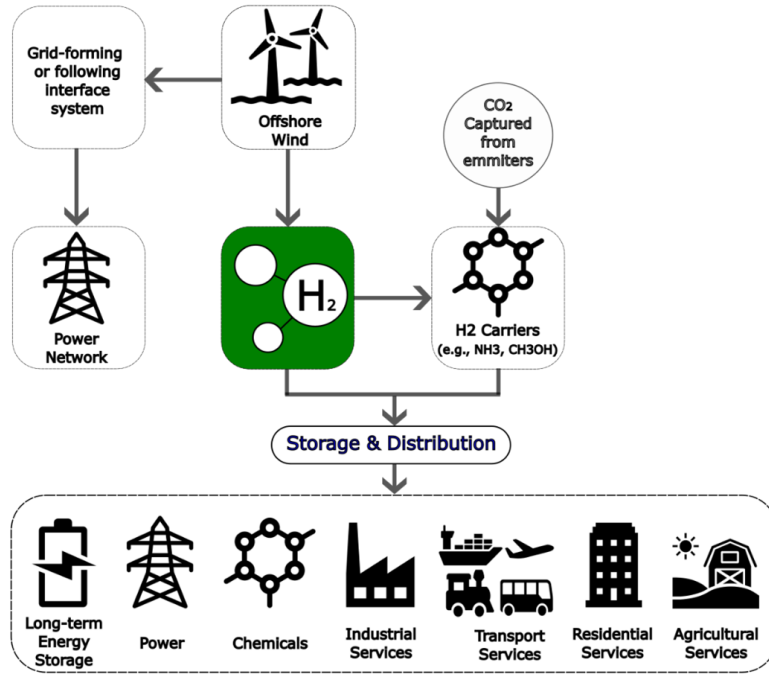 Grid-forming
or following
interface
system
Offshore
Wind
CO₂
Captured
from
emmiters
Power
Network
H₂
H2 Carriers
(e.g., NH3, CH3OH)
Storage & Distribution
Long-term
Energy
Storage
Power
Chemicals
Industrial
Services
Transport
Services
Residential
Services
Agricultural
Services